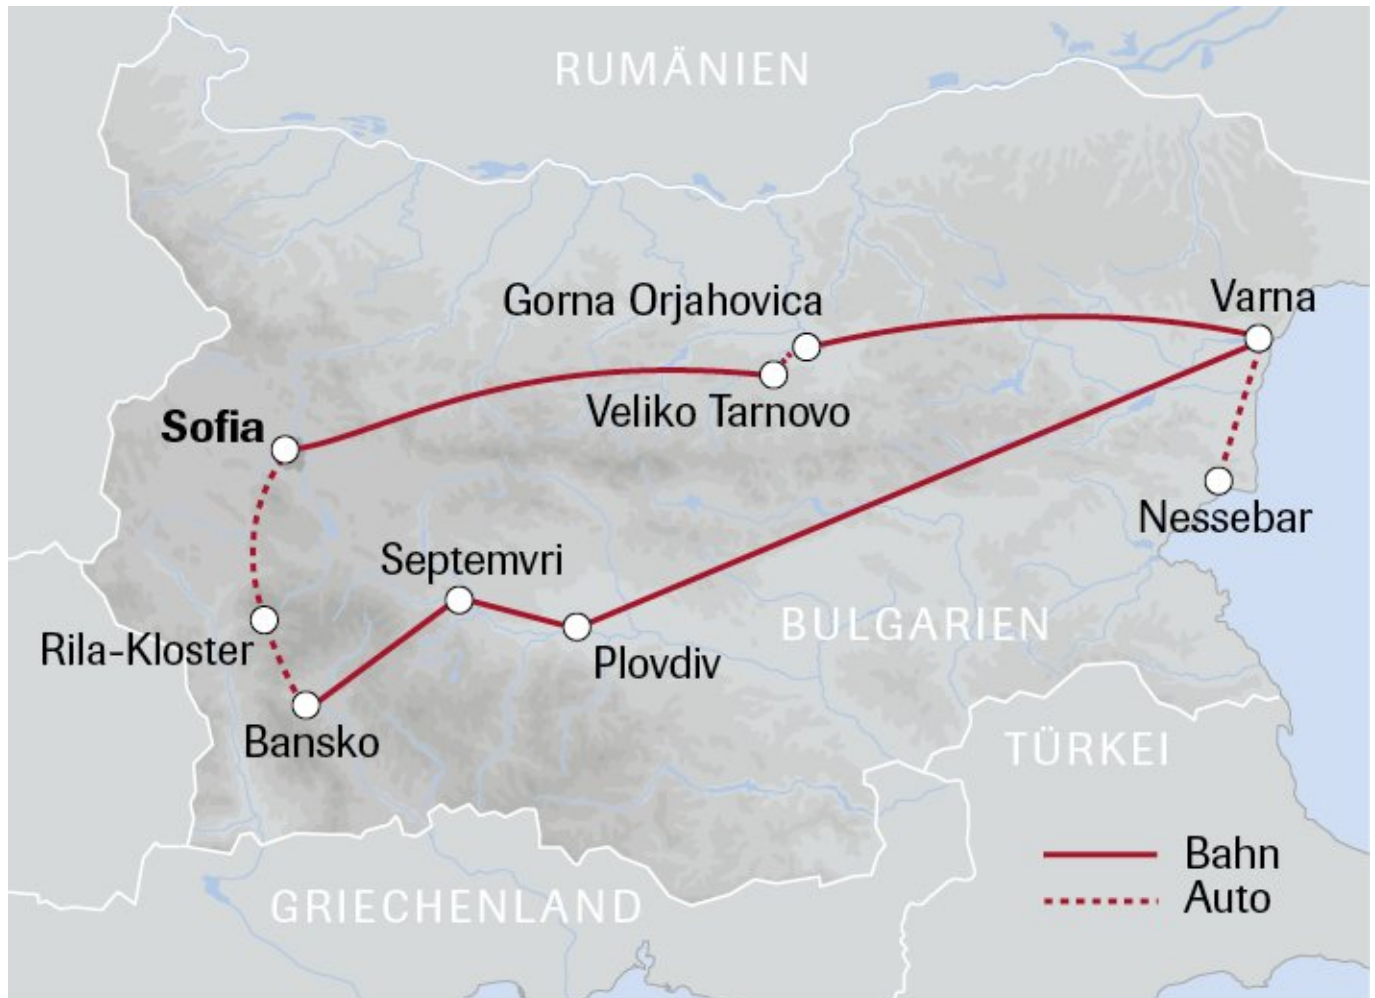 RUMÄNIEN
Gorna Orjahovica
Varna
Veliko Tarnovo
Sofia
Nessebar
Septemvri
BULGARIEN
Rila-Kloster
Plovdiv
Bansko
TÜRKEI
Bahn
Auto
GRIECHENLAND